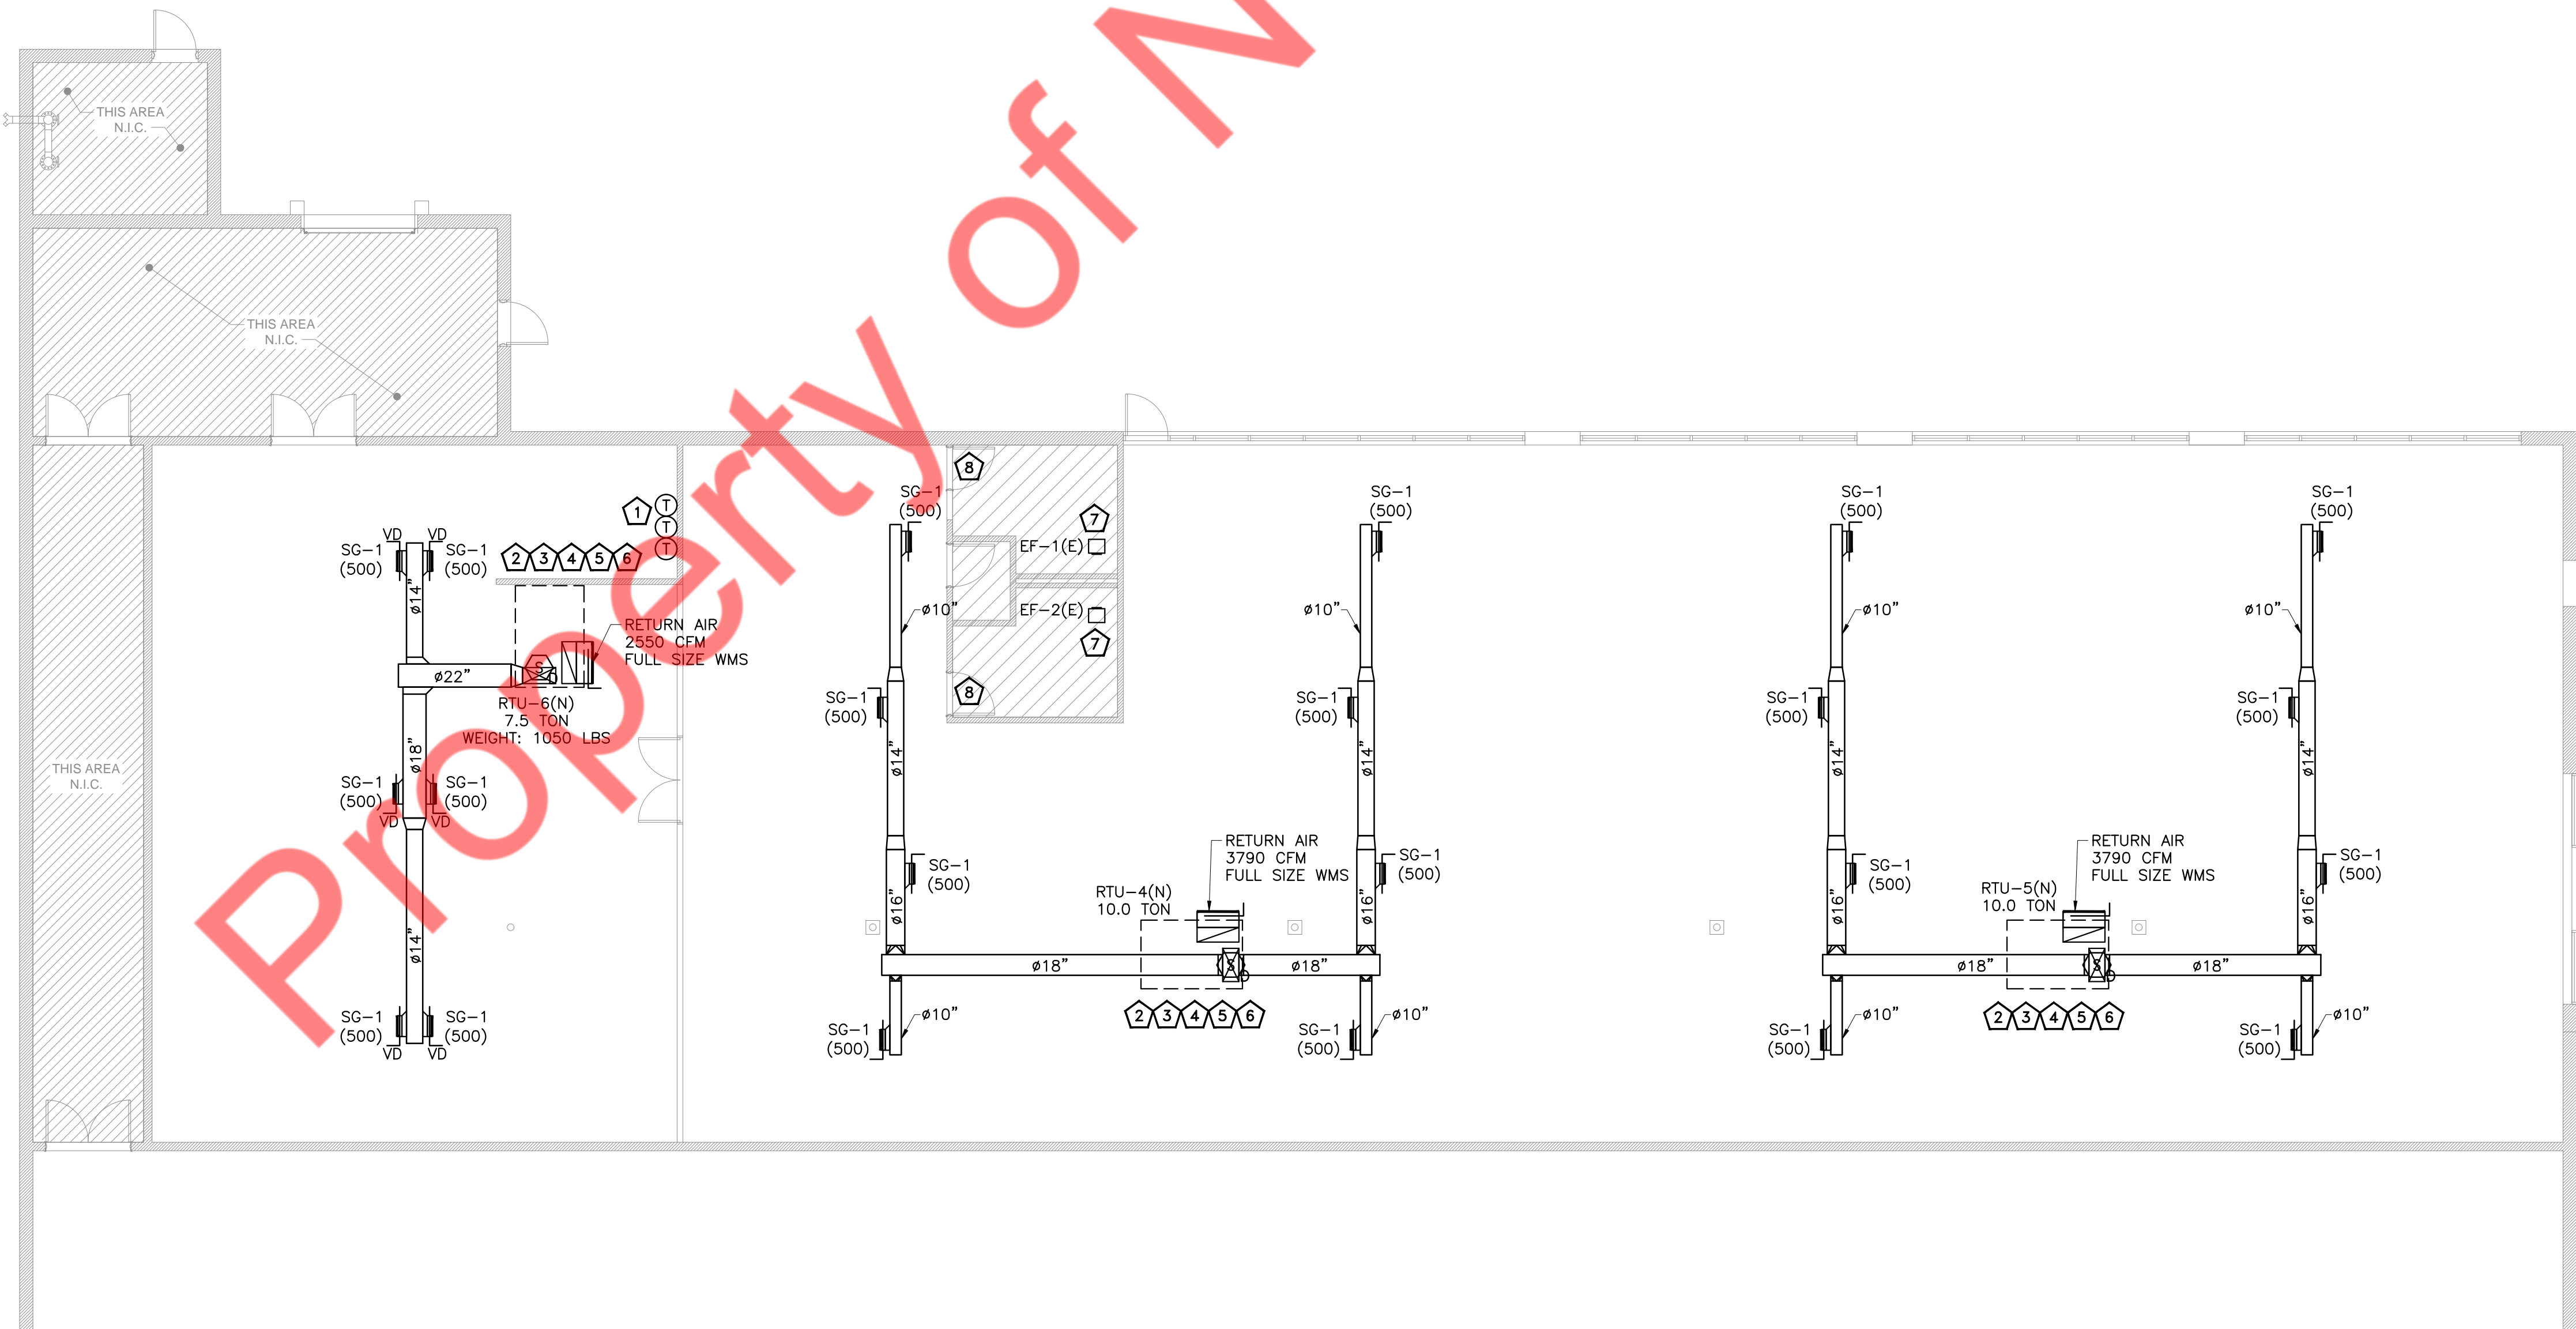 Property of N
THIS AREA
N.I.C.
THIS AREA
N.I.C.
THIS AREA
N.I.C.
1
T
T
T
2 3 4 5 6
VD
VD
SG-1
(500)
SG-1
(500)
ø14"
ø22"
S
D
RETURN AIR
2550 CFM
FULL SIZE WMS
RTU-6(N)
7.5 TON
WEIGHT: 1050 LBS
ø18"
SG-1
(500)
VD
SG-1
(500)
VD
ø14"
SG-1
(500)
VD
SG-1
(500)
VD
8
7
EF-1(E)
EF-2(E)
7
8
SG-1
(500)
ø10"
SG-1
(500)
ø14"
SG-1
(500)
ø16"
SG-1
(500)
ø10"
SG-1
(500)
ø10"
SG-1
(500)
ø14"
SG-1
(500)
ø16"
SG-1
(500)
ø10"
RETURN AIR
3790 CFM
FULL SIZE WMS
RTU-4(N)
10.0 TON
ø18"
S
D
ø18"
2 3 4 5 6
SG-1
(500)
ø10"
SG-1
(500)
ø14"
SG-1
(500)
ø16"
SG-1
(500)
ø10"
SG-1
(500)
ø10"
SG-1
(500)
ø14"
SG-1
(500)
ø16"
SG-1
(500)
ø10"
RETURN AIR
3790 CFM
FULL SIZE WMS
RTU-5(N)
10.0 TON
ø18"
S
D
ø18"
2 3 4 5 6